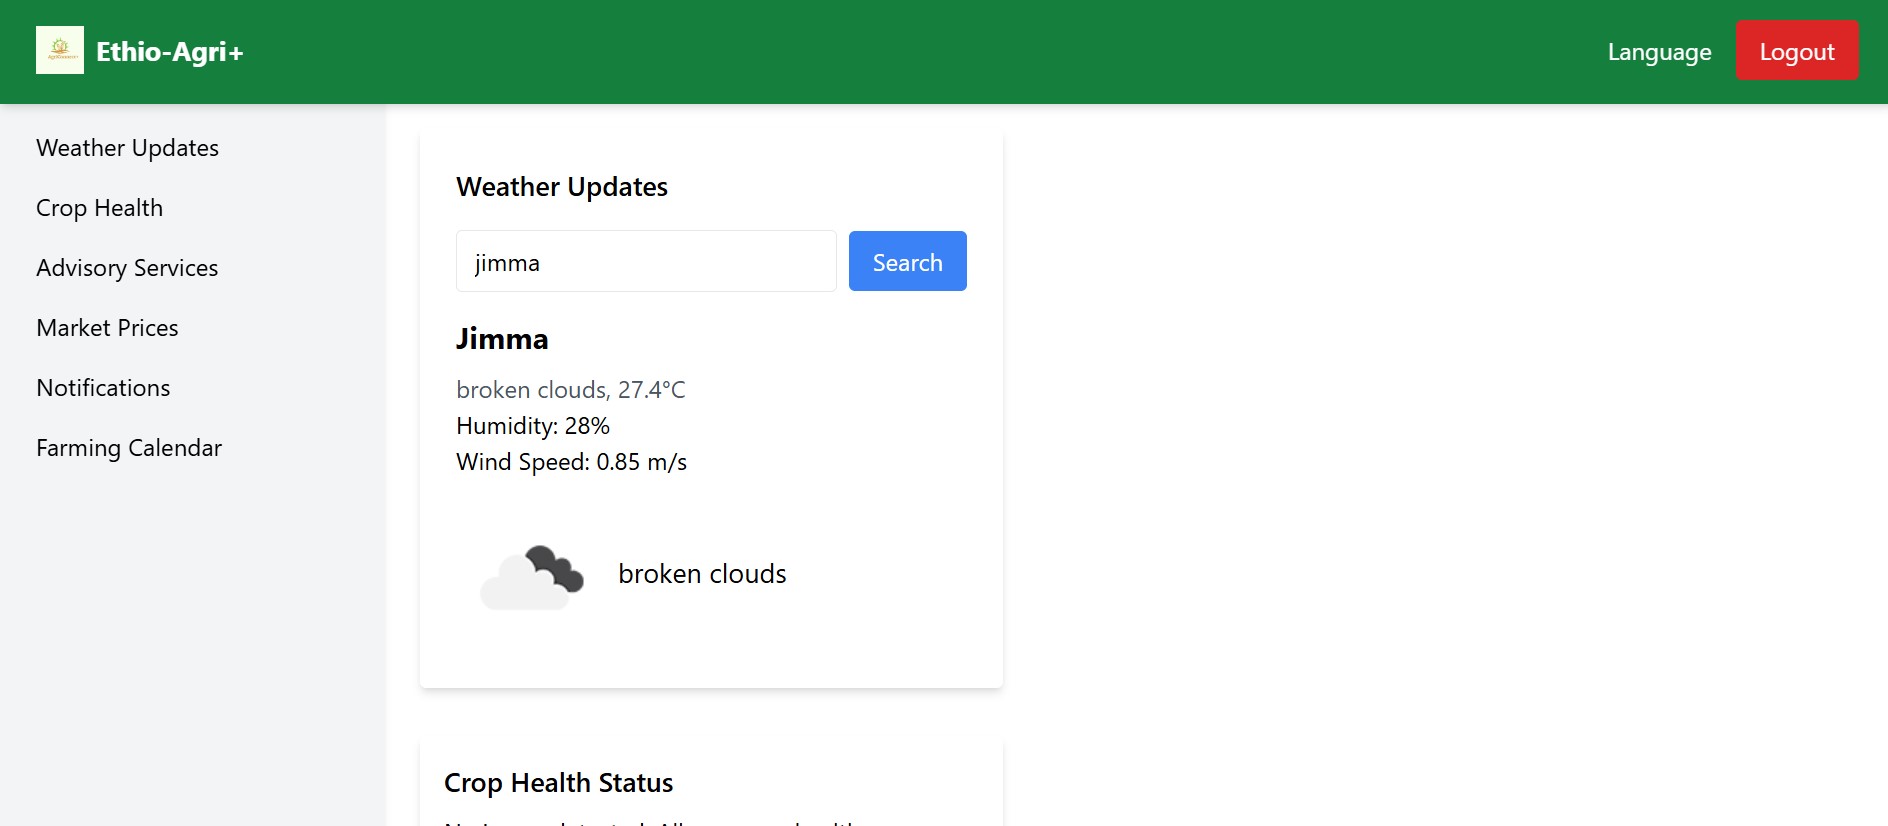 Ethio-Agri+
Language
Logout
Weather Updates
Crop Health
Advisory Services
Market Prices
Notifications
Farming Calendar
Weather Updates
jimma
Search
Jimma
broken clouds, 27.4°C
Humidity: 28%
Wind Speed: 0.85 m/s
broken clouds
Crop Health Status